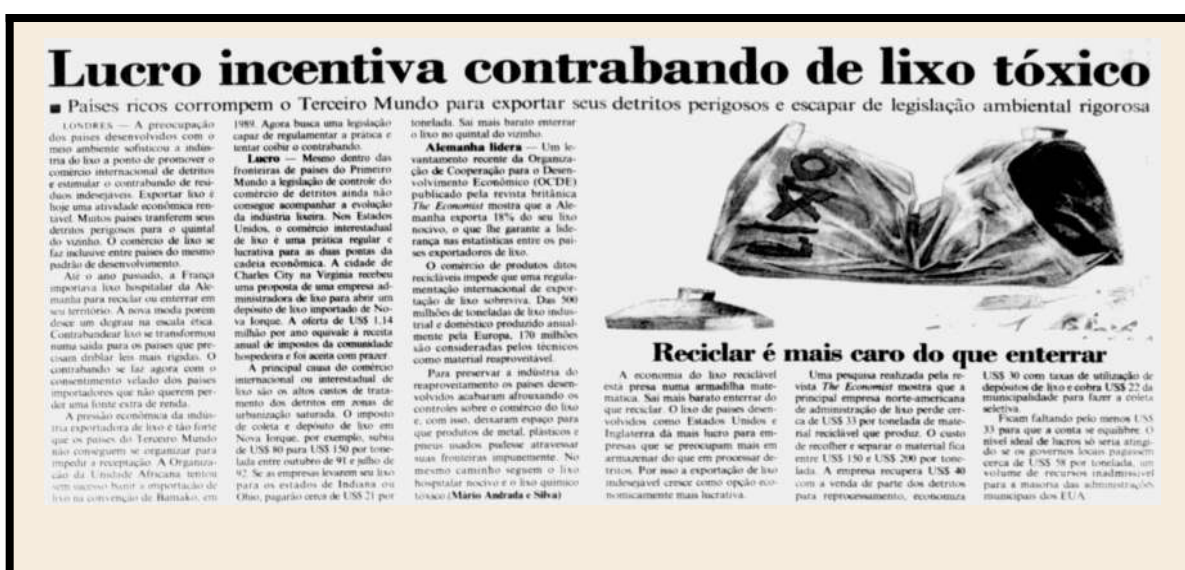 Lucro incentiva contrabando de lixo tóxico
■ Países ricos corrompem o Terceiro Mundo para exportar seus detritos perigosos e escapar de legislação ambiental rigorosa
LONDRES — A preocupação
dos países desenvolvidos com o
meio ambiente sofisticou a indús-
tria do lixo a ponto de promover o
comércio internacional de detritos
e estimular o contrabando de resí-
duos indesejáveis. Exportar lixo é
hoje uma atividade econômica ren-
tável. Muitos países tranferem seus
detritos perigosos para o quintal
do vizinho. O comércio de lixo se
faz inclusive entre países do mesmo
padrão de desenvolvimento.
Até o ano passado, a França
importava lixo hospitalar da Ale-
manha para reciclar ou enterrar em
seu território. A nova moda porém
desce um degrau na escala ética.
Contrabandear lixo se transformou
numa saída para os países que pre-
cisam driblar leis mais rígidas. O
contrabando se faz agora com o
consentimento velado dos países
importadores que não querem per-
der uma fonte extra de renda.
A pressão econômica da indús-
tria exportadora de lixo é tão forte
que os países do Terceiro Mundo
não conseguem se organizar para
impedir a receptação. A Organiza-
ção da Unidade Africana tentou
sem sucesso banir a importação de
lixo na convenção de Bamako, em
1989. Agora busca uma legislação
capaz de regulamentar a prática e
tentar coibir o contrabando.
Lucro — Mesmo dentro das
fronteiras de países do Primeiro
Mundo a legislação de controle do
comércio de detritos ainda não
consegue acompanhar a evolução
da indústria lixeira. Nos Estados
Unidos, o comércio interestadual
de lixo é uma prática regular e
lucrativa para as duas pontas da
cadeia econômica. A cidade de
Charles City na Virgínia recebeu
uma proposta de uma empresa ad-
ministradora de lixo para abrir um
depósito de lixo importado de No-
va Iorque. A oferta de US$ 1,14
milhão por ano equivale à receita
anual de impostos da comunidade
hospedeira e foi aceita com prazer.
A principal causa do comércio
internacional ou interestadual de
lixo são os altos custos de trata-
mento dos detritos em zonas de
urbanização saturada. O imposto
de coleta e depósito de lixo em
Nova Iorque, por exemplo, subiu
de US$ 80 para US$ 150 por tone-
lada entre outubro de 91 e julho de
92. Se as empresas levarem seu lixo
para os estados de Indiana ou
Ohio, pagarão cerca de US$ 21 por
tonelada. Sai mais barato enterrar
o lixo no quintal do vizinho.
Alemanha lidera — Um le-
vantamento recente da Organiza-
ção de Cooperação para o Desen-
volvimento Econômico (OCDE)
publicado pela revista britânica
The Economist mostra que a Ale-
manha exporta 18% do seu lixo
nocivo, o que lhe garante a lide-
rança nas estatísticas entre os paí-
ses exportadores de lixo.
O comércio de produtos ditos
recicláveis impede que uma regula-
mentação internacional de expor-
tação de lixo sobreviva. Das 500
milhões de toneladas de lixo indus-
trial e doméstico produzido anual-
mente pela Europa, 170 milhões
são consideradas pelos técnicos
como material reaproveitável.
Para preservar a indústria do
reaproveitamento os países desen-
volvidos acabaram afrouxando os
controles sobre o comércio do lixo
e, com isso, deixaram espaço para
que produtos de metal, plásticos e
pneus usados pudesse atravessar
suas fronteiras impunemente. No
mesmo caminho seguem o lixo
hospitalar nocivo e o lixo químico
tóxico.(Mário Andrada e Silva)
LIXO
Reciclar é mais caro do que enterrar
A economia do lixo reciclável
está presa numa armadilha mate-
mática. Sai mais barato enterrar do
que reciclar. O lixo de países desen-
volvidos como Estados Unidos e
Inglaterra dá mais lucro para em-
presas que se preocupam mais em
armazenar do que em processar de-
tritos. Por isso a exportação de lixo
indesejável cresce como opção eco-
nomicamente mais lucrativa.
Uma pesquisa realizada pela re-
vista The Economist mostra que a
principal empresa norte-americana
de administração de lixo perde cer-
ca de US$ 33 por tonelada de mate-
rial reciclável que produz. O custo
de recolher e separar o material fica
entre US$ 150 e US$ 200 por tone-
lada. A empresa recupera US$ 40
com a venda de parte dos detritos
para reprocessamento, economiza
US$ 30 com taxas de utilização de
depósitos de lixo e cobra US$ 22 da
municipalidade para fazer a coleta
seletiva.
Ficam faltando pelo menos US$
33 para que a conta se equilibre. O
nível ideal de lucros só seria atingi-
do se os governos locais pagassem
cerca de US$ 58 por tonelada, um
volume de recursos inadmissível
para a maioria das administrações
municipais dos EUA.